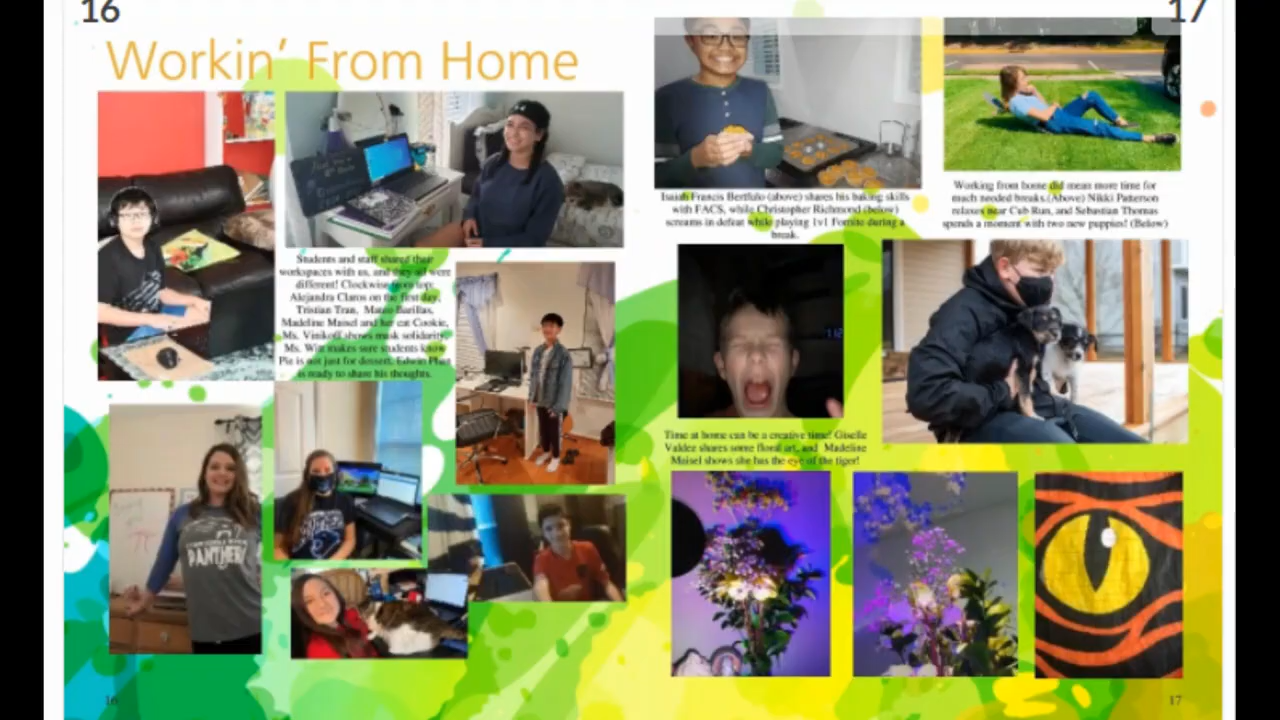 16
17
Workin' From Home
Students and staff shared their
workspaces with us, and they all were
different! Clockwise from top:
Alejandra Claros on the first day,
Tristian Tran, Mateo Barillas,
Madeline Maisel and her cat Cookie,
Ms. shows mask solidarity,
Ms. Witt makes sure students know
Pie is not just for dessert, Edwin
is ready to share his thoughts.
Isaiah Francis Bertfulo (above) shares his baking skills
with FACS, while Christopher Richmond (below)
screams in defeat while playing 1v1 Fornite during a
break.
Working from home did mean more time for
much needed breaks.(Above) Nikki Patterson
relaxes near Cub Run, and Sebastian Thomas
spends a moment with two new puppies! (Below)
Time at home can be a creative time! Giselle
Valdez shares some floral art, and Madeline
Maisel shows she has the eye of the tiger!
PANTHER
16
17